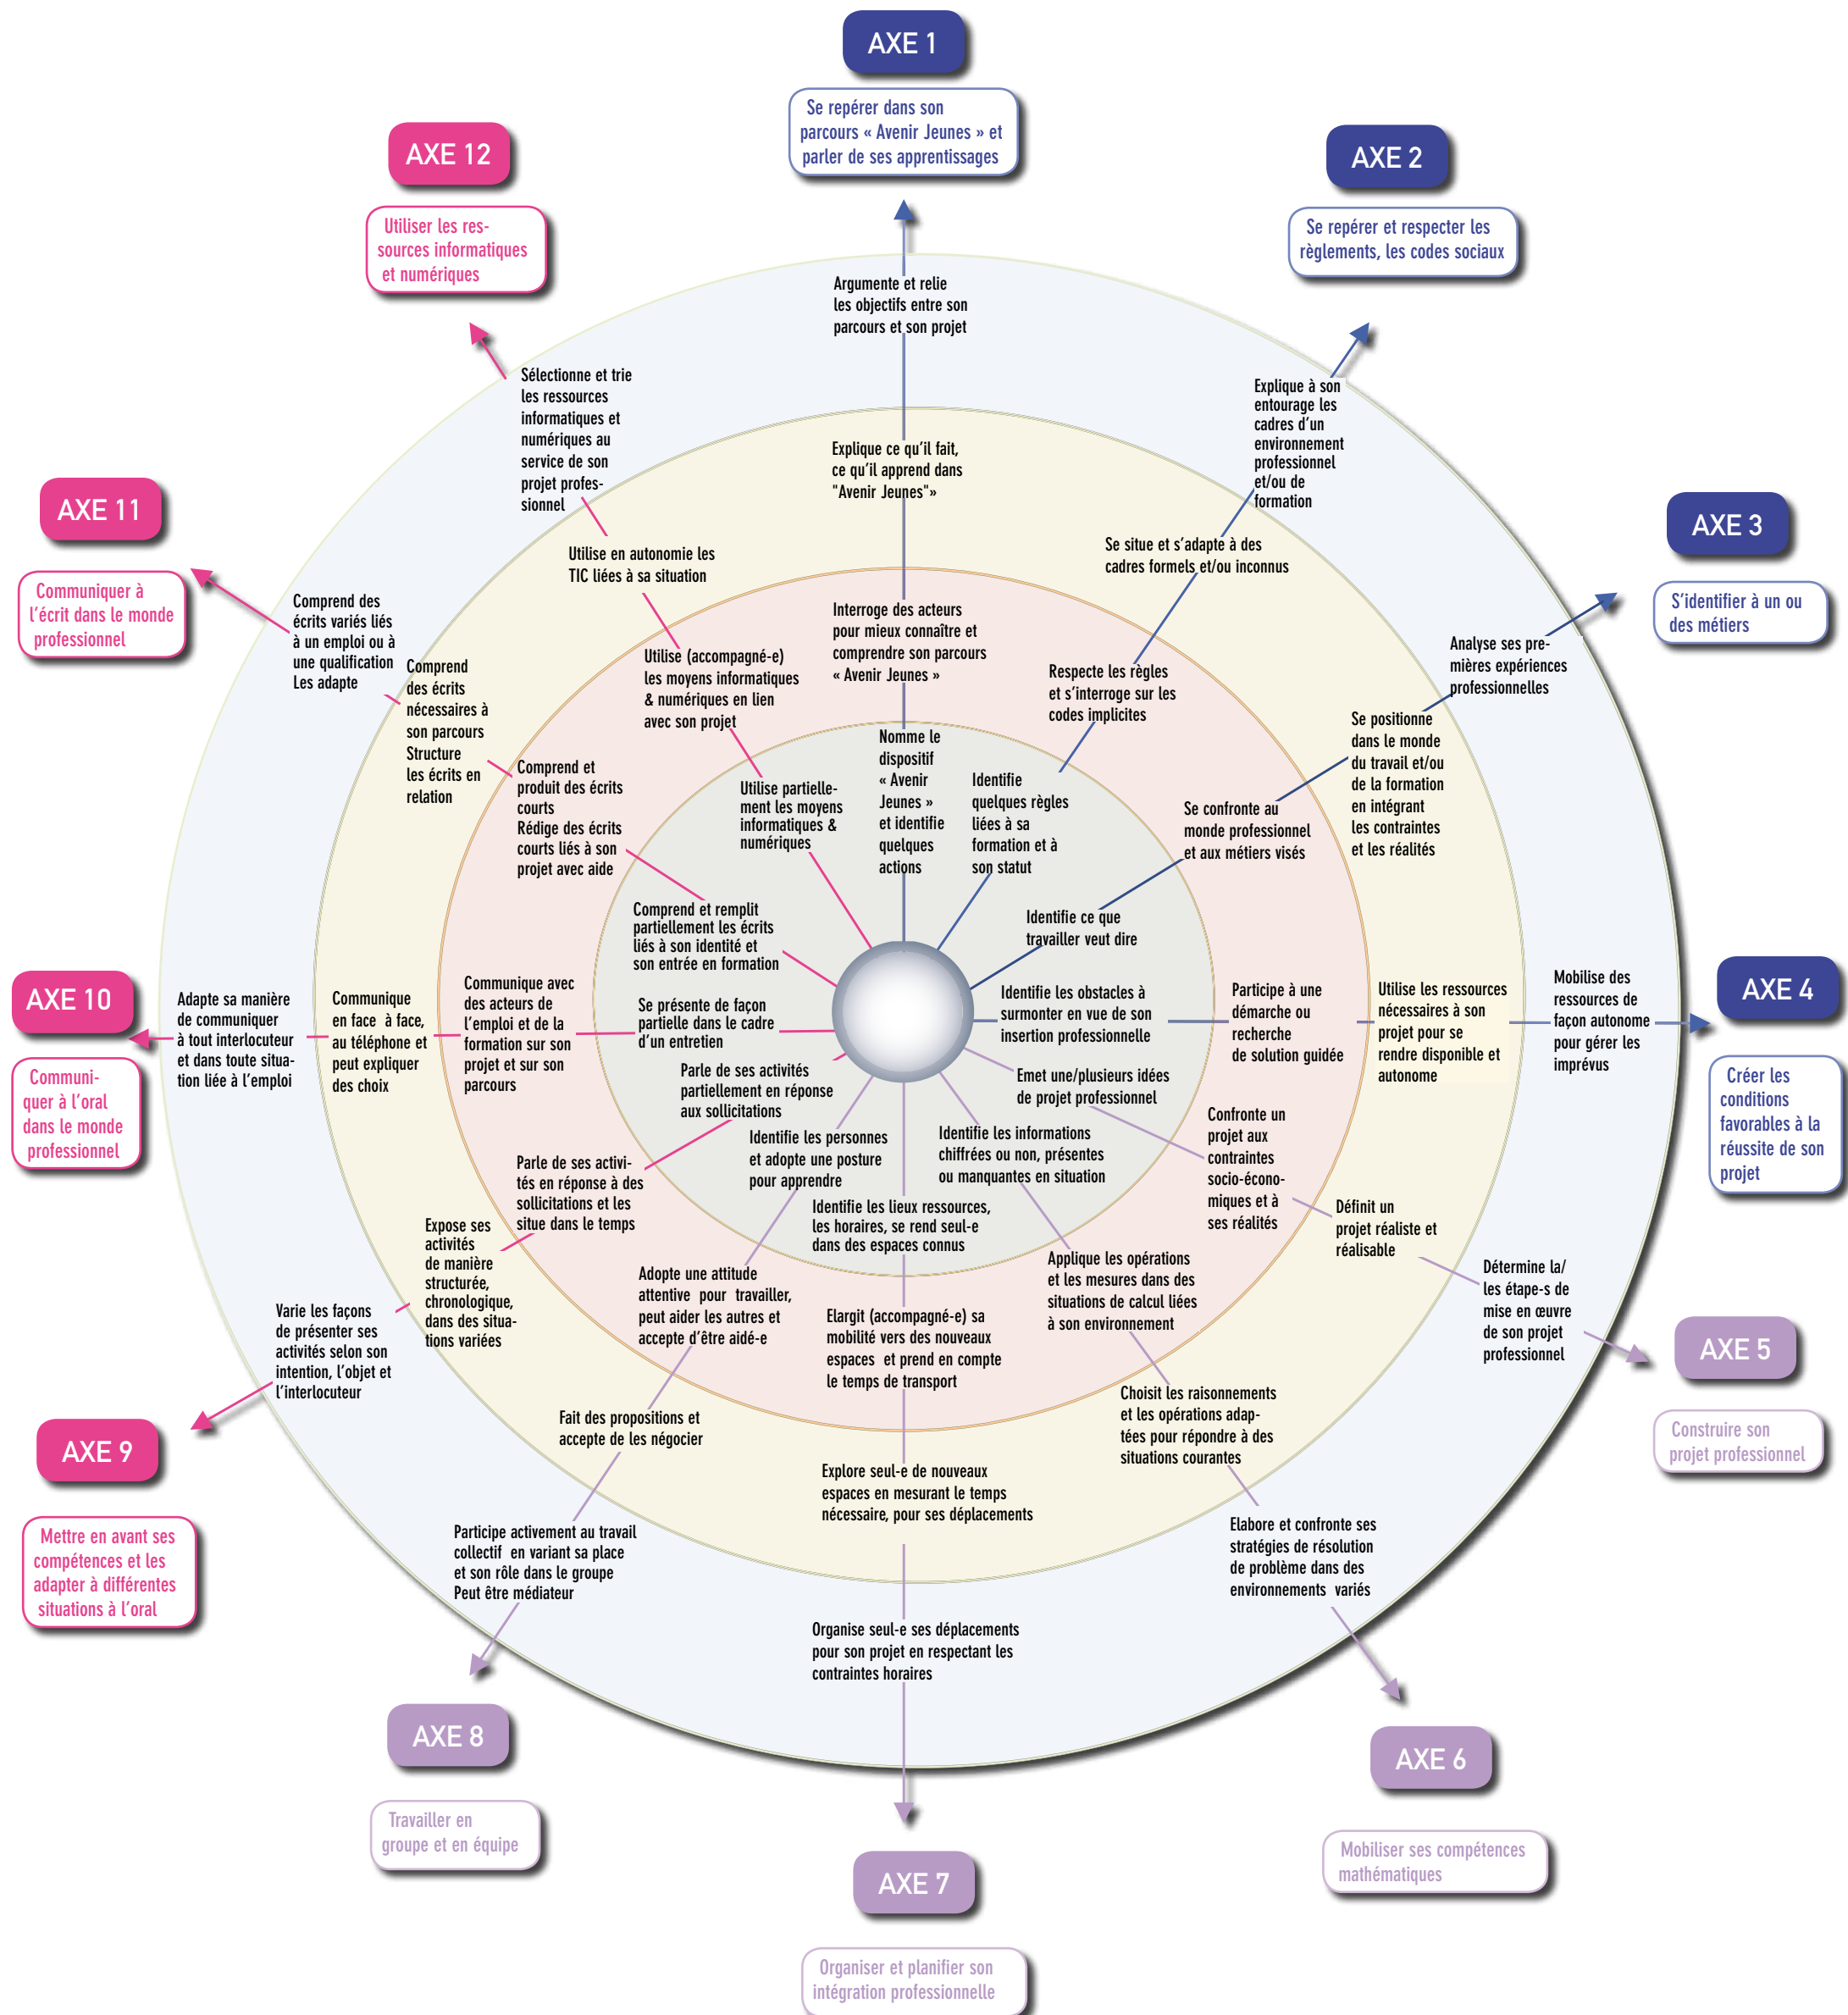 AXE 1
Se repérer dans son
parcours « Avenir Jeunes » et
parler de ses apprentissages
Argumente et relie
les objectifs entre son
parcours et son projet
Explique ce qu'il fait,
ce qu'il apprend dans
"Avenir Jeunes"»
Interroge des acteurs
pour mieux connaître et
comprendre son parcours
« Avenir Jeunes »
Nomme le
dispositif
« Avenir
Jeunes »
et identifie
quelques
actions
AXE 2
Se repérer et respecter les
règlements, les codes sociaux
Explique à son
entourage les
cadres d'un
environnement
professionnel
et/ou de
formation
Se situe et s'adapte à des
cadres formels et/ou inconnus
Respecte les règles
et s'interroge sur les
codes implicites
Identifie
quelques règles
liées à sa
formation et à
son statut
AXE 3
S'identifier à un ou
des métiers
Analyse ses pre-
mières expériences
professionnelles
Se positionne
dans le monde
du travail et/ou
de la formation
en intégrant
les contraintes
et les réalités
Se confronte au
monde professionnel
et aux métiers visés
Identifie ce que
travailler veut dire
AXE 4
Créer les
conditions
favorables à la
réussite de son
projet
Mobilise des
ressources de
façon autonome
pour gérer les
imprévus
Utilise les ressources
nécessaires à son
projet pour se
rendre disponible et
autonome
Participe à une
démarche ou
recherche
de solution guidée
Identifie les obstacles à
surmonter en vue de son
insertion professionnelle
AXE 5
Construire son
projet professionnel
Détermine la/
les étape-s de
mise en œuvre
de son projet
professionnel
Définit un
projet réaliste et
réalisable
Confronte un
projet aux
contraintes
socio-écono-
miques et à
ses réalités
Emet une/plusieurs idées
de projet professionnel
AXE 6
Mobiliser ses compétences
mathématiques
Elabore et confronte ses
stratégies de résolution
de problème dans des
environnements variés
Choisit les raisonnements
et les opérations adap-
tées pour répondre à des
situations courantes
Applique les opérations
et les mesures dans des
situations de calcul liées
à son environnement
Identifie les informations
chiffrées ou non, présentes
ou manquantes en situation
AXE 7
Organiser et planifier son
intégration professionnelle
Organise seul-e ses déplacements
pour son projet en respectant les
contraintes horaires
Explore seul-e de nouveaux
espaces en mesurant le temps
nécessaire, pour ses déplacements
Elargit (accompagné-e) sa
mobilité vers des nouveaux
espaces et prend en compte
le temps de transport
Identifie les lieux ressources,
les horaires, se rend seul-e
dans des espaces connus
AXE 8
Travailler en
groupe et en équipe
Participe activement au travail
collectif en variant sa place
et son rôle dans le groupe
Peut être médiateur
Fait des propositions et
accepte de les négocier
Adopte une attitude
attentive pour travailler,
peut aider les autres et
accepte d'être aidé-e
Identifie les personnes
et adopte une posture
pour apprendre
AXE 9
Mettre en avant ses
compétences et les
adapter à différentes
situations à l'oral
Varie les façons
de présenter ses
activités selon son
intention, l'objet et
l'interlocuteur
Expose ses
activités
de manière
structurée,
chronologique,
dans des situa-
tions variées
Parle de ses activi-
tés en réponse à des
sollicitations et les
situe dans le temps
Parle de ses activités
partiellement en réponse
aux sollicitations
AXE 10
Communi-
quer à l'oral
dans le monde
professionnel
Adapte sa manière
de communiquer
à tout interlocuteur
et dans toute situa-
tion liée à l'emploi
Communique
en face à face,
au téléphone et
peut expliquer
des choix
Communique avec
des acteurs de
l'emploi et de la
formation sur son
projet et sur son
parcours
Se présente de façon
partielle dans le cadre
d'un entretien
AXE 11
Communiquer à
l'écrit dans le monde
professionnel
Comprend des
écrits variés liés
à un emploi ou à
une qualification
Les adapte
Comprend
des écrits
nécessaires à
son parcours
Structure
les écrits en
relation
Comprend et
produit des écrits
courts
Rédige des écrits
courts liés à son
projet avec aide
Comprend et remplit
partiellement les écrits
liés à son identité et
son entrée en formation
AXE 12
Utiliser les res-
sources informatiques
et numériques
Sélectionne et trie
les ressources
informatiques et
numériques au
service de son
projet profes-
sionnel
Utilise en autonomie les
TIC liées à sa situation
Utilise (accompagné-e)
les moyens informatiques
& numériques en lien
avec son projet
Utilise partielle-
ment les moyens
informatiques &
numériques